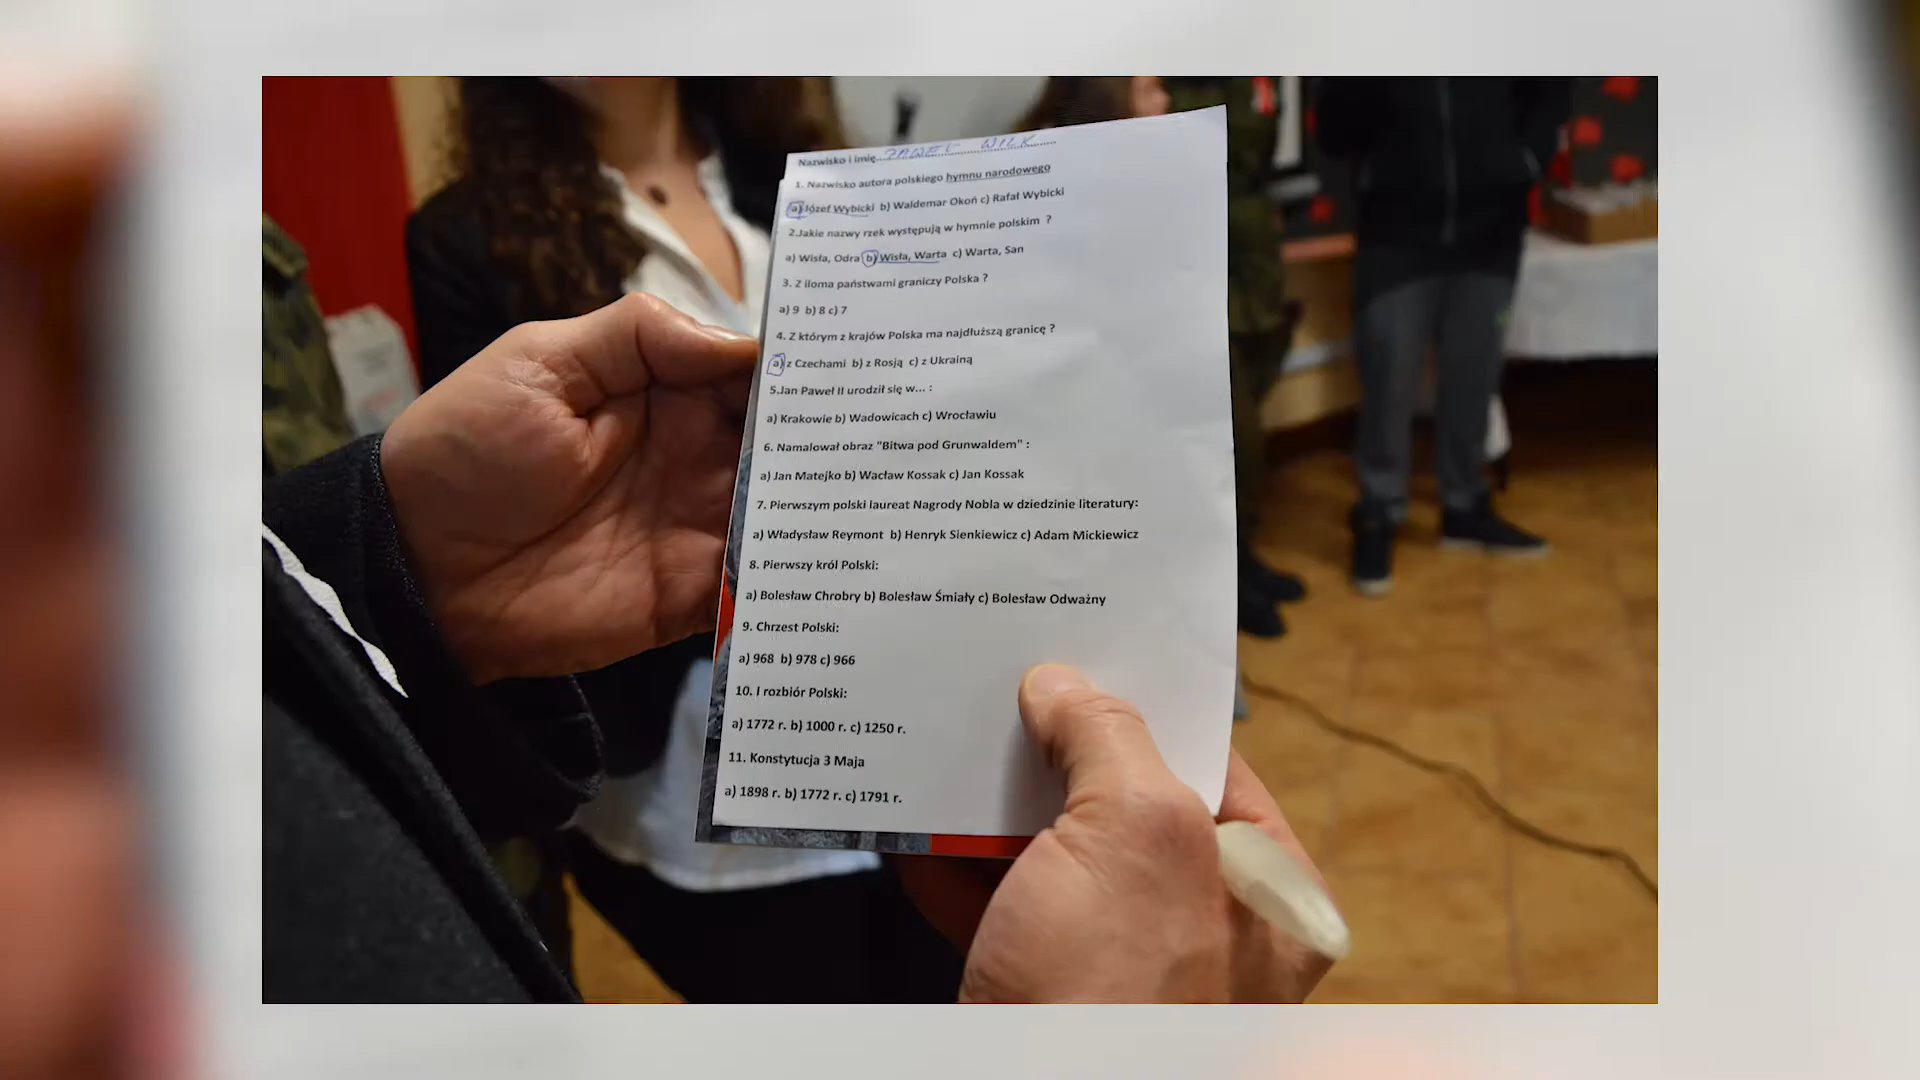 Nazwisko i imię....PAWEŁ WILK.....
1. Nazwisko autora polskiego hymnu narodowego
a) Józef Wybicki b) Waldemar Okoń c) Rafał Wybicki
2.Jakie nazwy rzek występują w hymnie polskim ?
a) Wisła, Odra b) Wisła, Warta c) Warta, San
3. Z iloma państwami graniczy Polska ?
a) 9 b) 8 c) 7
4. Z którym z krajów Polska ma najdłuższą granicę ?
a) z Czechami b) z Rosją c) z Ukrainą
5.Jan Paweł II urodził się w... :
a) Krakowie b) Wadowicach c) Wrocławiu
6. Namalował obraz "Bitwa pod Grunwaldem" :
a) Jan Matejko b) Wacław Kossak c) Jan Kossak
7. Pierwszym polski laureat Nagrody Nobla w dziedzinie literatury:
a) Władysław Reymont b) Henryk Sienkiewicz c) Adam Mickiewicz
8. Pierwszy król Polski:
a) Bolesław Chrobry b) Bolesław Śmiały c) Bolesław Odważny
9. Chrzest Polski:
a) 968 b) 978 c) 966
10. I rozbiór Polski:
a) 1772 r. b) 1000 r. c) 1250 r.
11. Konstytucja 3 Maja
a) 1898 r. b) 1772 r. c) 1791 r.